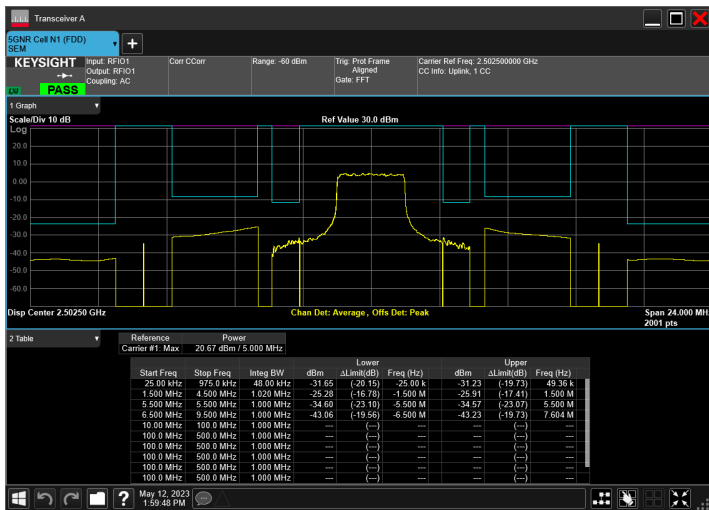 Transceiver A
5GNR Cell N1 (FDD)
SEM
KEYSIGHT
PASS
Input: RFIO1
Output: RFIO1
Coupling: AC
Corr CCorr
Range: -60 dBm
Trig: Prot Frame
Aligned
Gate: FFT
Carrier Ref Freq: 2.502500000 GHz
CC Info: Uplink, 1 CC
1 Graph
Scale/Div 10 dB
Ref Value 30.0 dBm
Log
20.0
10.0
0.00
-10.0
-20.0
-30.0
-40.0
-50.0
-60.0
Disp Center 2.50250 GHz
Chan Det: Average, Offs Det: Peak
Span 24.000 MH
2001 pts
2 Table
Reference Power
Carrier #1: Max 20.67 dBm / 5.000 MHz
Lower Upper
Start Freq Stop Freq Integ BW dBm ΔLimit(dB) Freq (Hz) dBm ΔLimit(dB) Freq (Hz)
25.00 kHz 975.0 kHz 48.00 kHz -31.65 (-20.15) -25.00 k -31.23 (-19.73) 49.36 k
1.500 MHz 4.500 MHz 1.020 MHz -25.28 (-16.78) -1.500 M -25.91 (-17.41) 1.500 M
5.500 MHz 5.500 MHz 1.000 MHz -34.60 (-23.10) -5.500 M -34.57 (-23.07) 5.500 M
6.500 MHz 9.500 MHz 1.000 MHz -43.06 (-19.56) -6.500 M -43.23 (-19.73) 7.604 M
10.00 MHz 100.0 MHz 1.000 MHz --- (---) --- --- (---) ---
100.0 MHz 500.0 MHz 1.000 MHz --- (---) --- --- (---) ---
100.0 MHz 500.0 MHz 1.000 MHz --- (---) --- --- (---) ---
100.0 MHz 500.0 MHz 1.000 MHz --- (---) --- --- (---) ---
100.0 MHz 500.0 MHz 1.000 MHz --- (---) --- --- (---) ---
100.0 MHz 500.0 MHz 1.000 MHz --- (---) --- --- (---) ---
?
May 12, 2023
1:59:48 PM